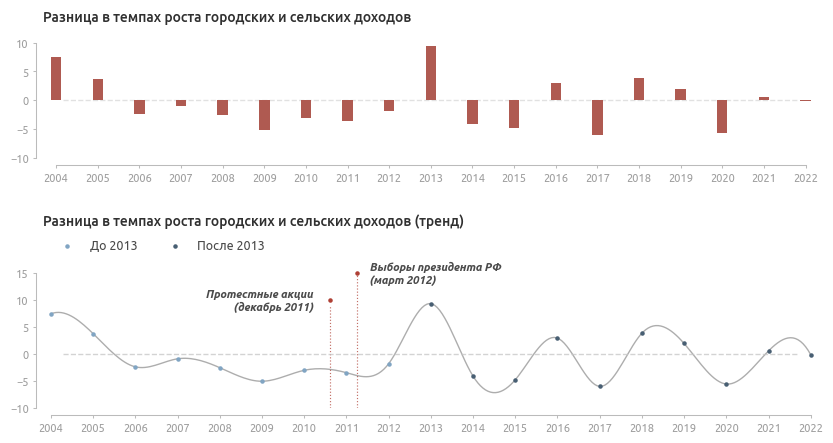 Разница в темпах роста городских и сельских доходов
10
5
0
−5
−10
2004 2005 2006 2007 2008 2009 2010 2011 2012 2013 2014 2015 2016 2017 2018 2019 2020 2021 2022
Разница в темпах роста городских и сельских доходов (тренд)
До 2013 После 2013
Выборы президента РФ
(март 2012)
Протестные акции
(декабрь 2011)
15
10
5
0
−5
−10
2004 2005 2006 2007 2008 2009 2010 2011 2012 2013 2014 2015 2016 2017 2018 2019 2020 2021 2022